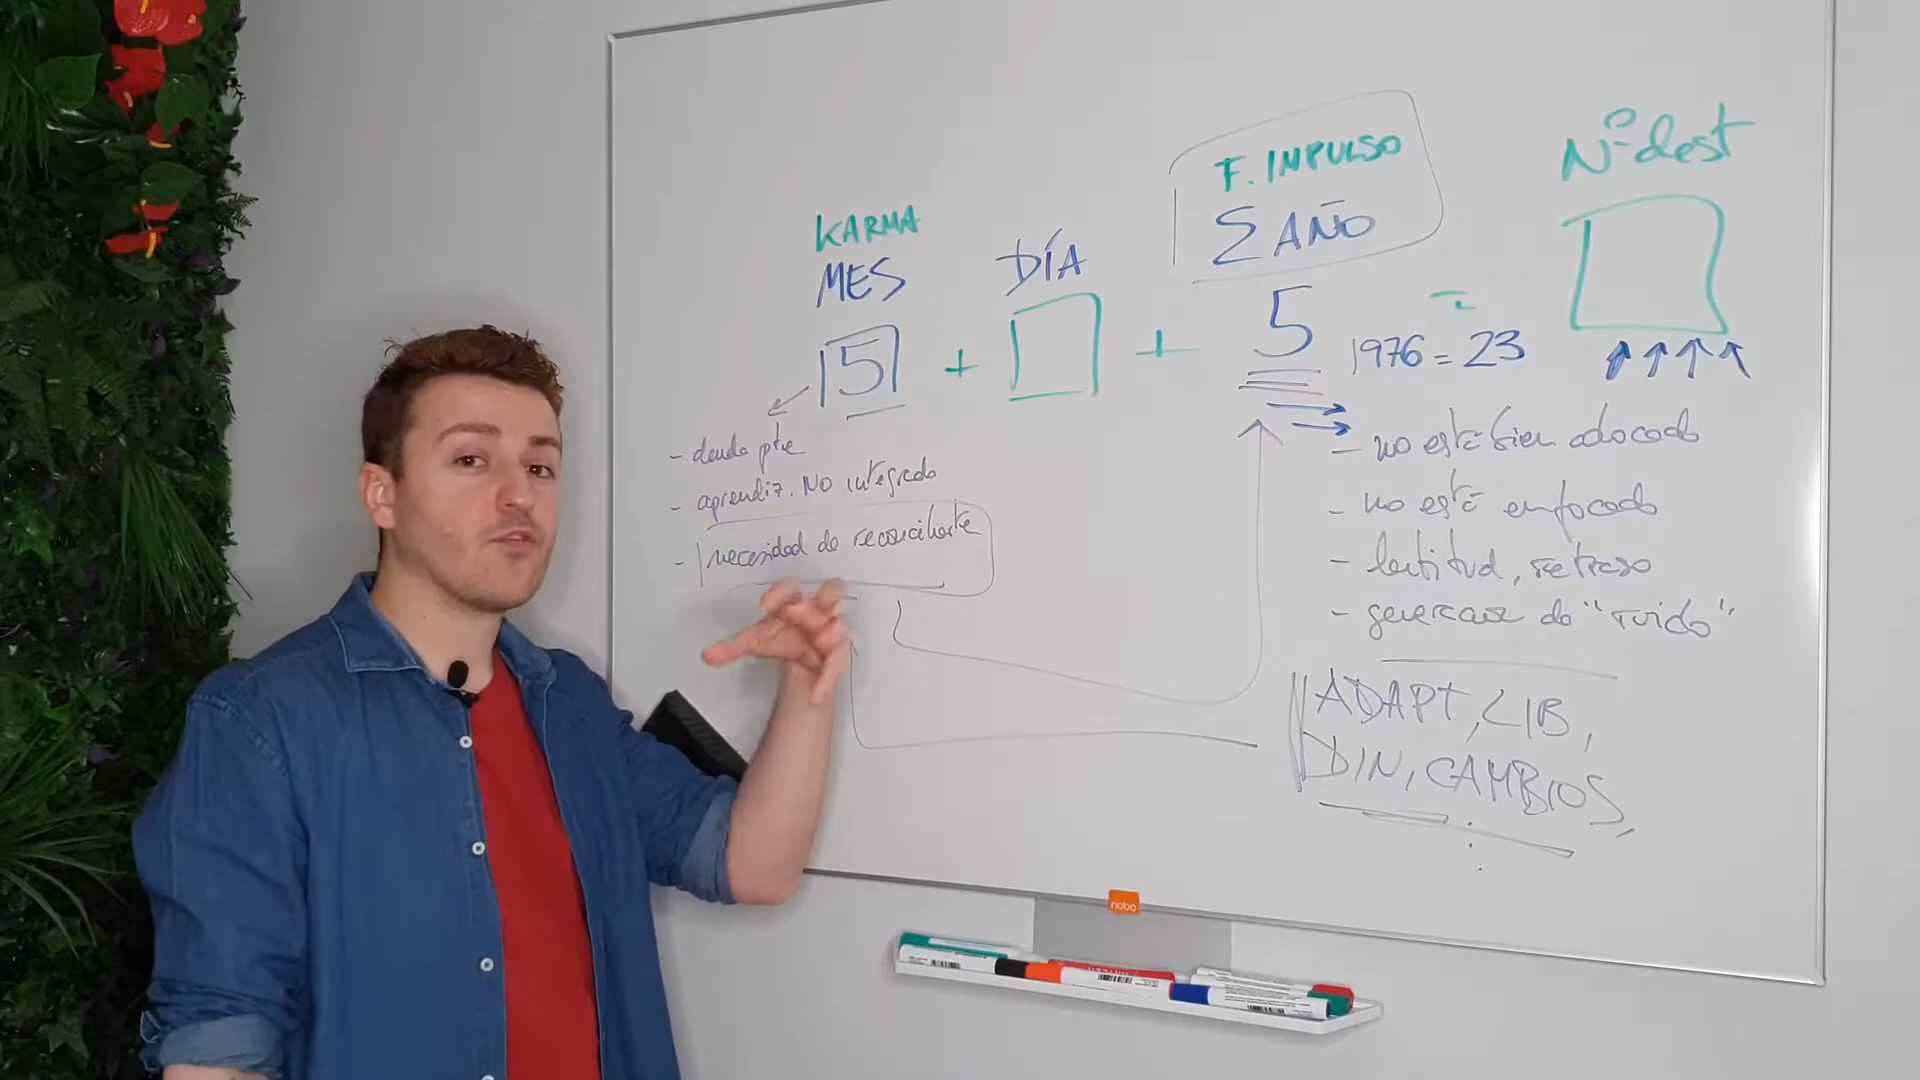 KARMA
MES
DÍA
F. IMPULSO
Σ AÑO
Nº dest
5 + + 5
=
1976 = 23
- deuda pte
- aprendiz. No integrado
- necesidad de reconciliarte
- no está bien adocado
- no está enfocado
- lentitud, retraso
- generador de "ruido"
ADAPT, LIB,
DIN, CAMBIOS,
nobo